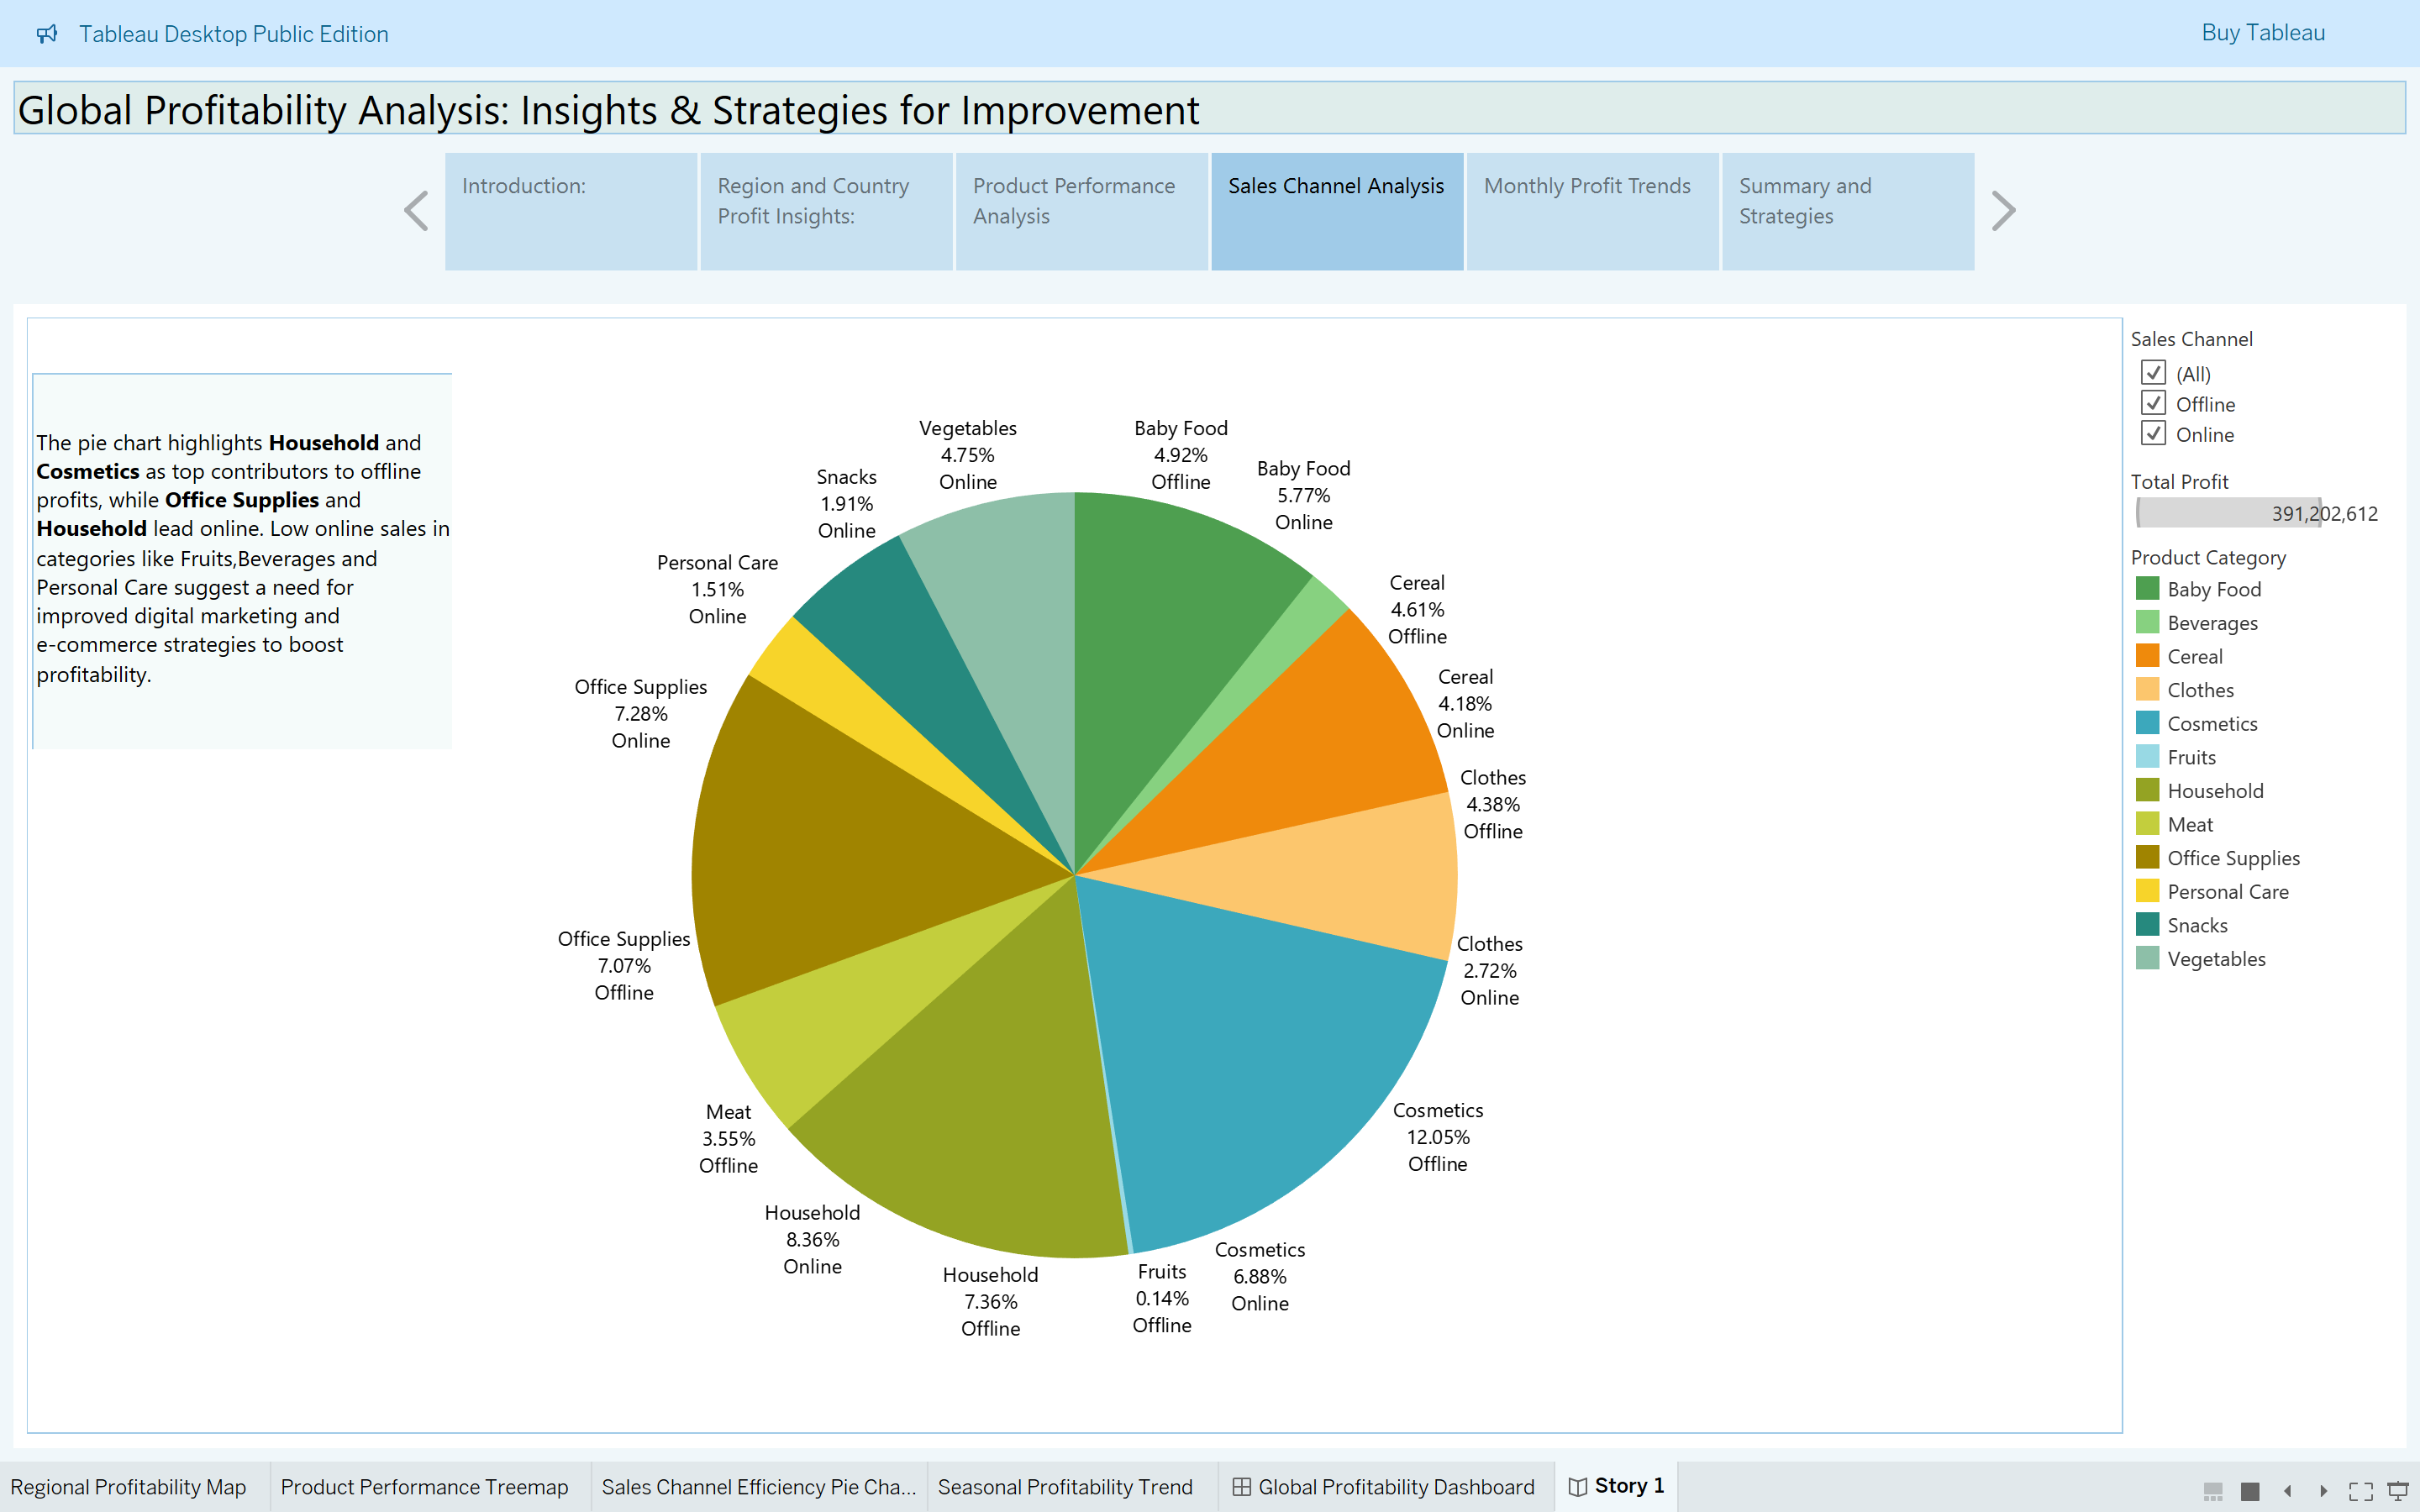 Tableau Desktop Public Edition
Buy Tableau
Global Profitability Analysis: Insights & Strategies for Improvement
Introduction:
Region and Country
Profit Insights:
Product Performance
Analysis
Sales Channel Analysis
Monthly Profit Trends
Summary and
Strategies
The pie chart highlights Household and
Cosmetics as top contributors to offline
profits, while Office Supplies and
Household lead online. Low online sales in
categories like Fruits,Beverages and
Personal Care suggest a need for
improved digital marketing and
e-commerce strategies to boost
profitability.
Vegetables
4.75%
Online
Baby Food
4.92%
Offline
Baby Food
5.77%
Online
Snacks
1.91%
Online
Personal Care
1.51%
Online
Cereal
4.61%
Offline
Cereal
4.18%
Online
Office Supplies
7.28%
Online
Clothes
4.38%
Offline
Office Supplies
7.07%
Offline
Clothes
2.72%
Online
Meat
3.55%
Offline
Cosmetics
12.05%
Offline
Household
8.36%
Online
Household
7.36%
Offline
Fruits
0.14%
Offline
Cosmetics
6.88%
Online
Sales Channel
(All)
Offline
Online
Total Profit
391,202,612
Product Category
Baby Food
Beverages
Cereal
Clothes
Cosmetics
Fruits
Household
Meat
Office Supplies
Personal Care
Snacks
Vegetables
Regional Profitability Map
Product Performance Treemap
Sales Channel Efficiency Pie Cha...
Seasonal Profitability Trend
Global Profitability Dashboard
Story 1